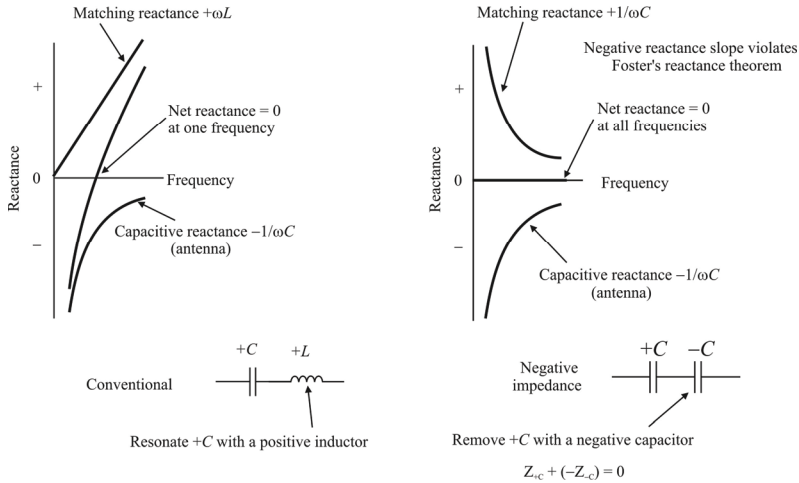 Matching reactance +ωL
+
Reactance
0
−
Net reactance = 0
at one frequency
Frequency
Capacitive reactance −1/ωC
(antenna)
Conventional
+C +L
Resonate +C with a positive inductor
Matching reactance +1/ωC
Negative reactance slope violates
Foster's reactance theorem
+
Reactance
0
−
Net reactance = 0
at all frequencies
Frequency
Capacitive reactance −1/ωC
(antenna)
Negative
impedance
+C −C
Remove +C with a negative capacitor
Z+C + (−Z−C) = 0